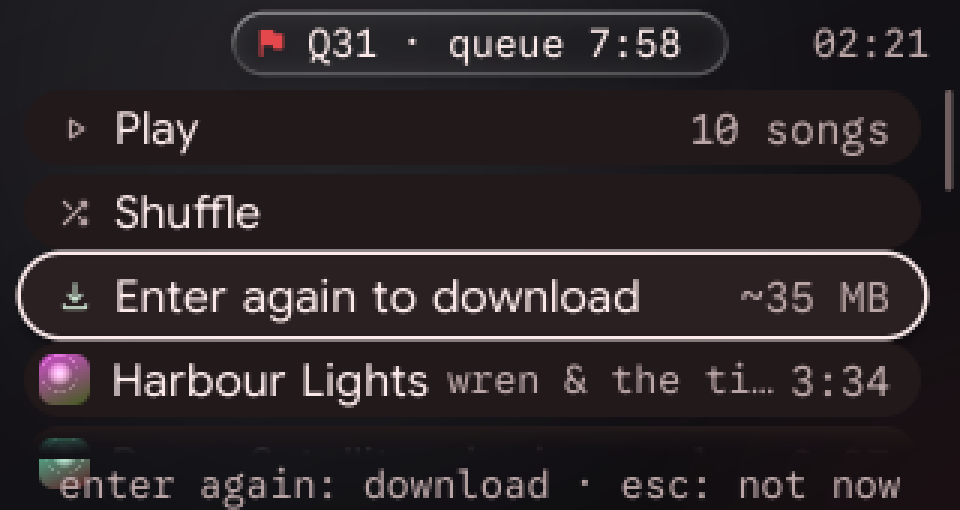 Q31 · queue 7:58 02:21
Play 10 songs
Shuffle
Enter again to download ~35 MB
Harbour Lights wren & the ti… 3:34
enter again: download · esc: not now